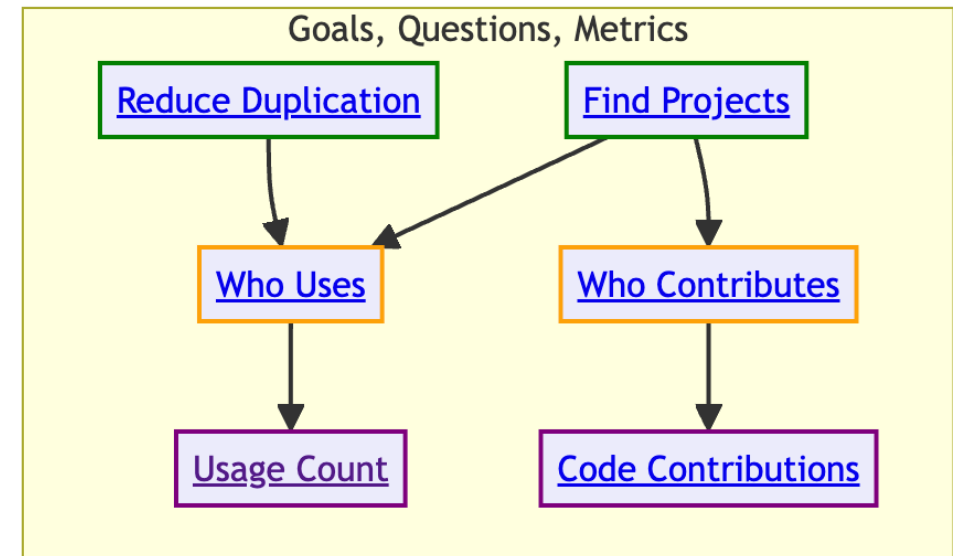 Goals, Questions, Metrics
Reduce Duplication
Find Projects
Who Uses
Who Contributes
Usage Count
Code Contributions